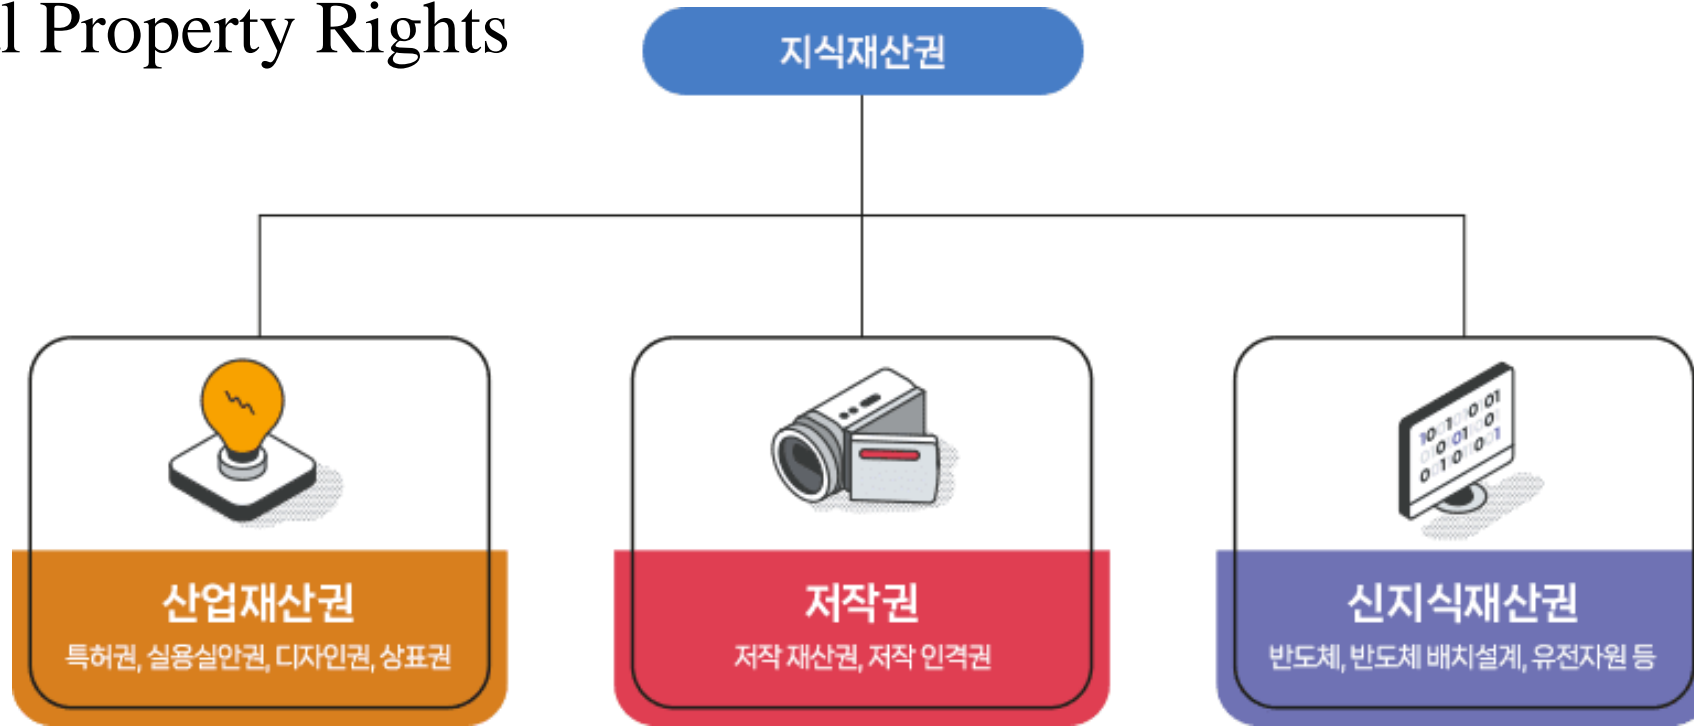 l Property Rights
지식재산권
산업재산권
특허권, 실용실안권, 디자인권, 상표권
저작권
저작 재산권, 저작 인격권
신지식재산권
반도체, 반도체 배치설계, 유전자원 등